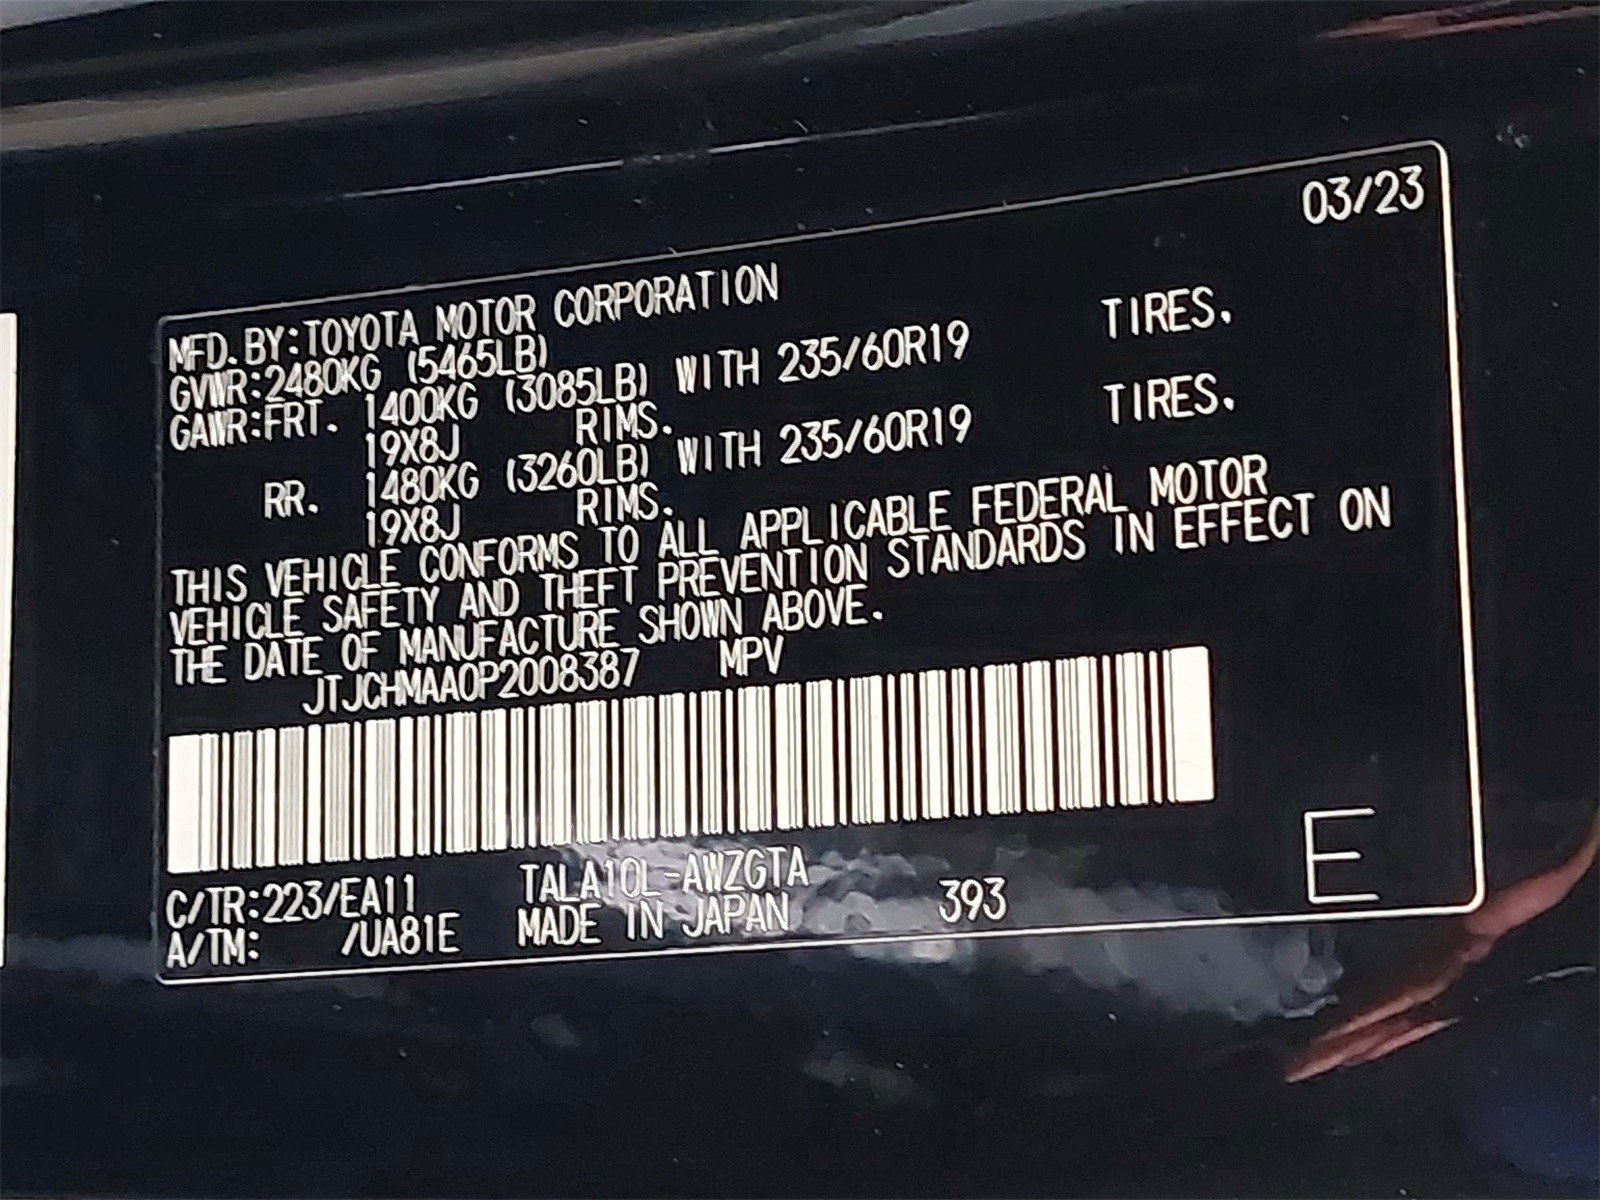 03/23
MFD. BY:TOYOTA MOTOR CORPORATION
GVWR:2480KG (5465LB)
GAWR:FRT. 1400KG (3085LB) WITH 235/60R19 TIRES.
19X8J RIMS.
RR. 1480KG (3260LB) WITH 235/60R19 TIRES.
19X8J RIMS.
THIS VEHICLE CONFORMS TO ALL APPLICABLE FEDERAL MOTOR
VEHICLE SAFETY AND THEFT PREVENTION STANDARDS IN EFFECT ON
THE DATE OF MANUFACTURE SHOWN ABOVE.
JTJCHMAA0P2008387 MPV
C/TR:223/EA11 TALA10L-AWZGTA
A/TM: /UA81E MADE IN JAPAN 393 E